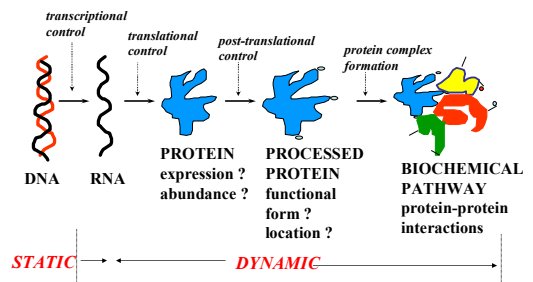 transcriptional
control
translational
control
post-translational
control
protein complex
formation
DNA
RNA
PROTEIN
expression ?
abundance ?
PROCESSED
PROTEIN
functional
form ?
location ?
BIOCHEMICAL
PATHWAY
protein-protein
interactions
STATIC
DYNAMIC